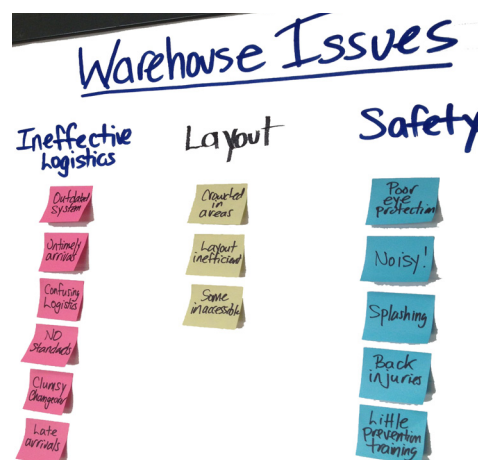 Warehouse Issues
Ineffective
Logistics
Outdated
System
Untimely
arrivals
Confusing
Logistics
NO
Standards
Clumsy
Changeover
Late
arrivals
Layout
Crowded
in
areas
Layout
inefficient
Some
inaccessible
Safety
Poor
eye
protection
Noisy!
Splashing
Back
injuries
Little
Prevention
training